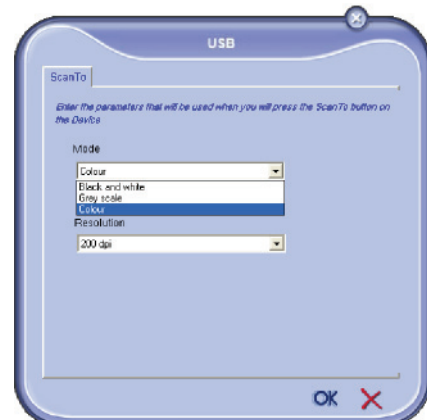 USB
ScanTo
Enter the parameters that will be used when you will press the ScanTo button on
the Device
Mode
Colour
Black and white
Grey scale
Colour
Resolution
200 dpi
OK